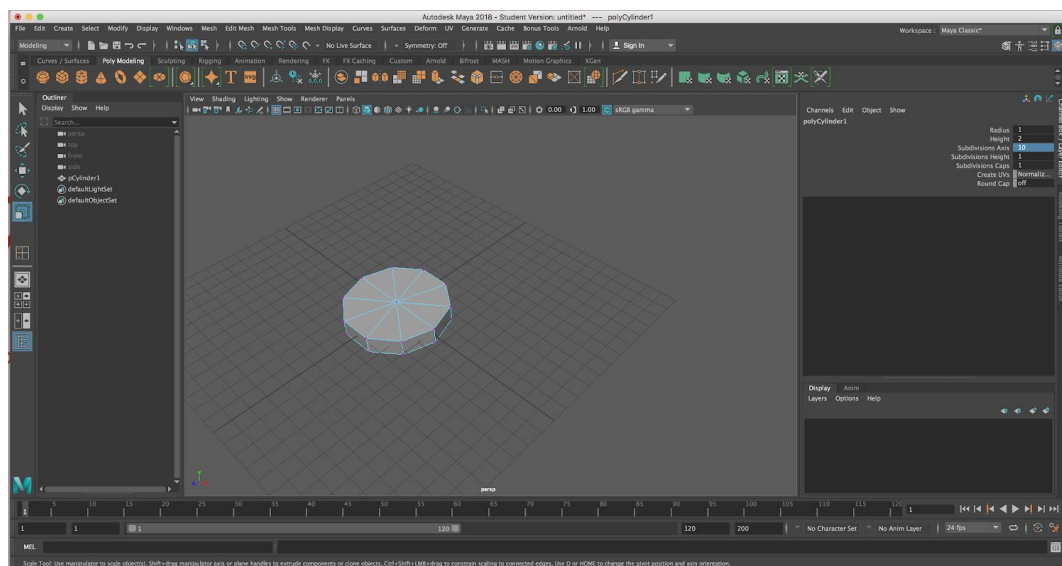 Autodesk Maya 2018 - Student Version: untitled* --- polyCylinder1
File Edit Create Select Modify Display Windows Mesh Edit Mesh Mesh Tools Mesh Display Curves Surfaces Deform UV Generate Cache Bonus Tools Arnold Help
Workspace : Maya Classic*
Modeling No Live Surface Symmetry: Off Sign In
Curves / Surfaces Poly Modeling Sculpting Rigging Animation Rendering FX FX Caching Custom Arnold Bifrost MASH Motion Graphics XGen
Outliner
Display Show Help
Search...
persp
top
front
side
pCylinder1
defaultLightSet
defaultObjectSet
View Shading Lighting Show Renderer Panels
0.00 1.00 sRGB gamma
persp
Channels Edit Object Show
polyCylinder1
Radius 1
Height 2
Subdivisions Axis 10
Subdivisions Height 1
Subdivisions Caps 1
Create UVs Normaliz...
Round Cap off
Display Anim
Layers Options Help
5 10 15 20 25 30 35 40 45 50 55 60 65 70 75 80 85 90 95 100 105 110 115 120
1 1
1 1 1 120 120 200 No Character Set No Anim Layer 24 fps
MEL
Scale Tool: Use manipulator to scale object(s). Shift+drag manipulator axis or plane handles to extrude components or clone objects. Ctrl+Shift+LMB+drag to constrain scaling to connected edges. Use D or HOME to change the pivot position and axis orientation.